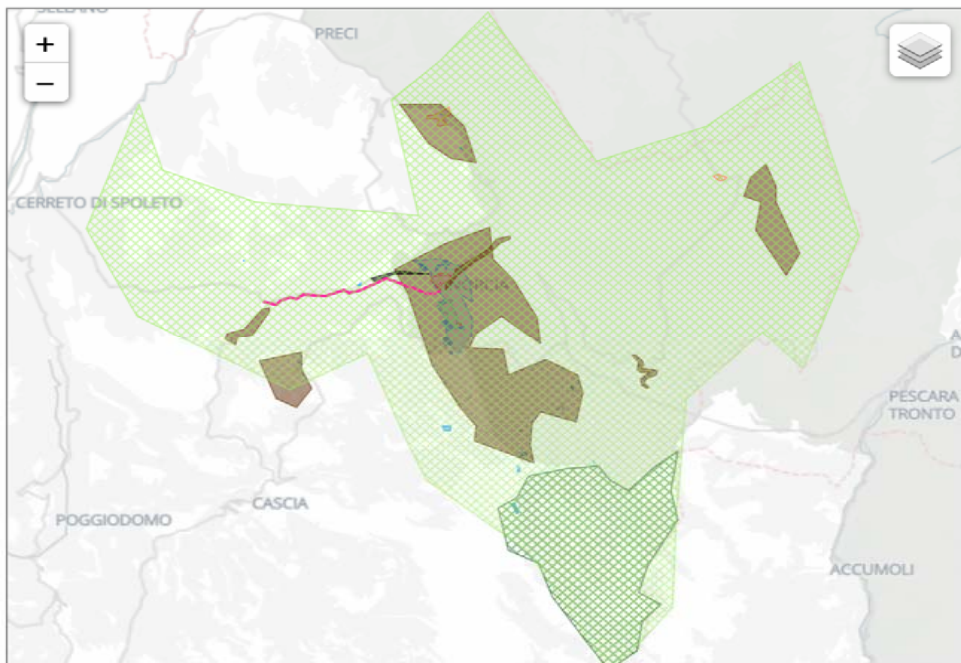 +
−
PRECI
CERRETO DI SPOLETO
PESCARA
TRONTO
CASCIA
POGGIODOMO
ACCUMOLI